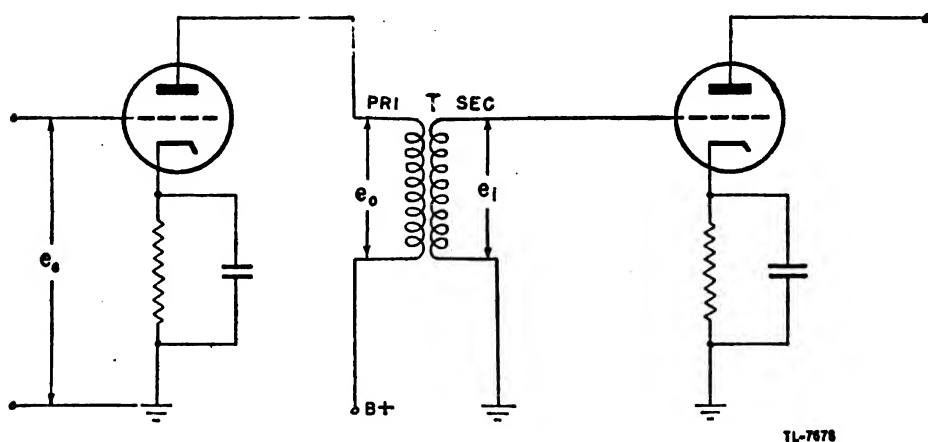 PRI T SEC
e₀
e₁
eₛ
B+
TL-7678